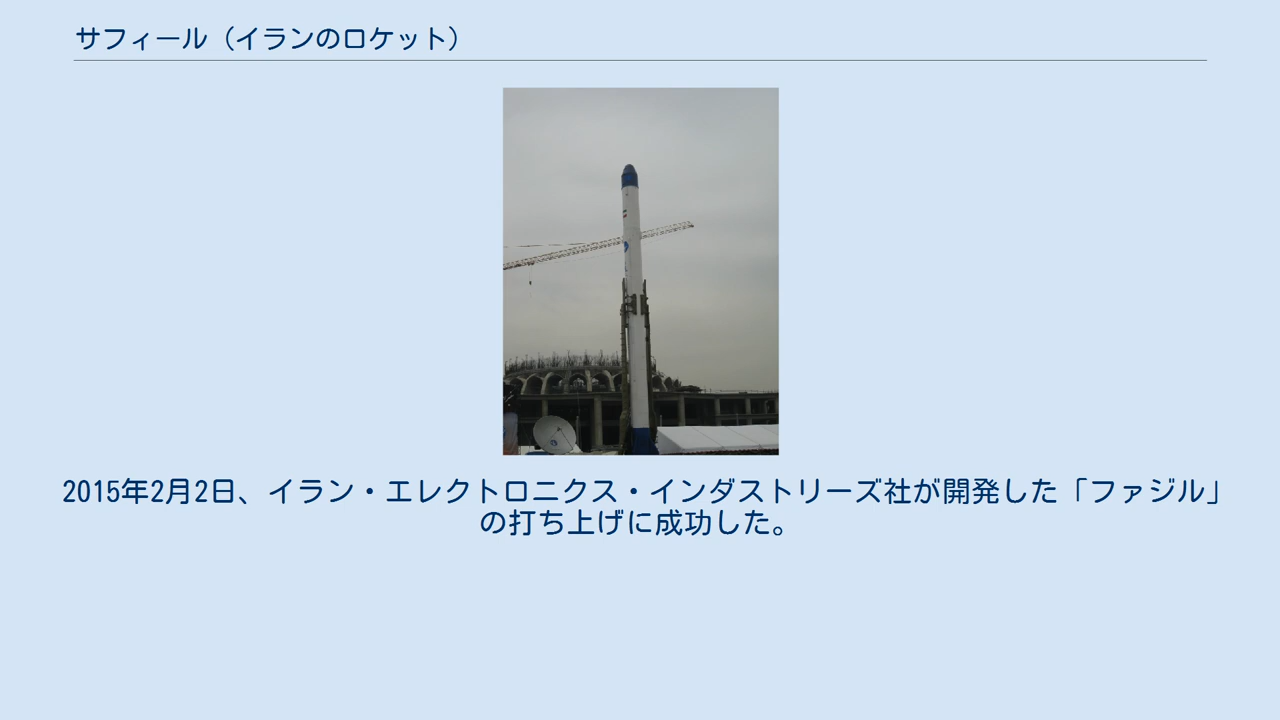 サフィール（イランのロケット）
2015年2月2日、イラン・エレクトロニクス・インダストリーズ社が開発した「ファジル」
の打ち上げに成功した。